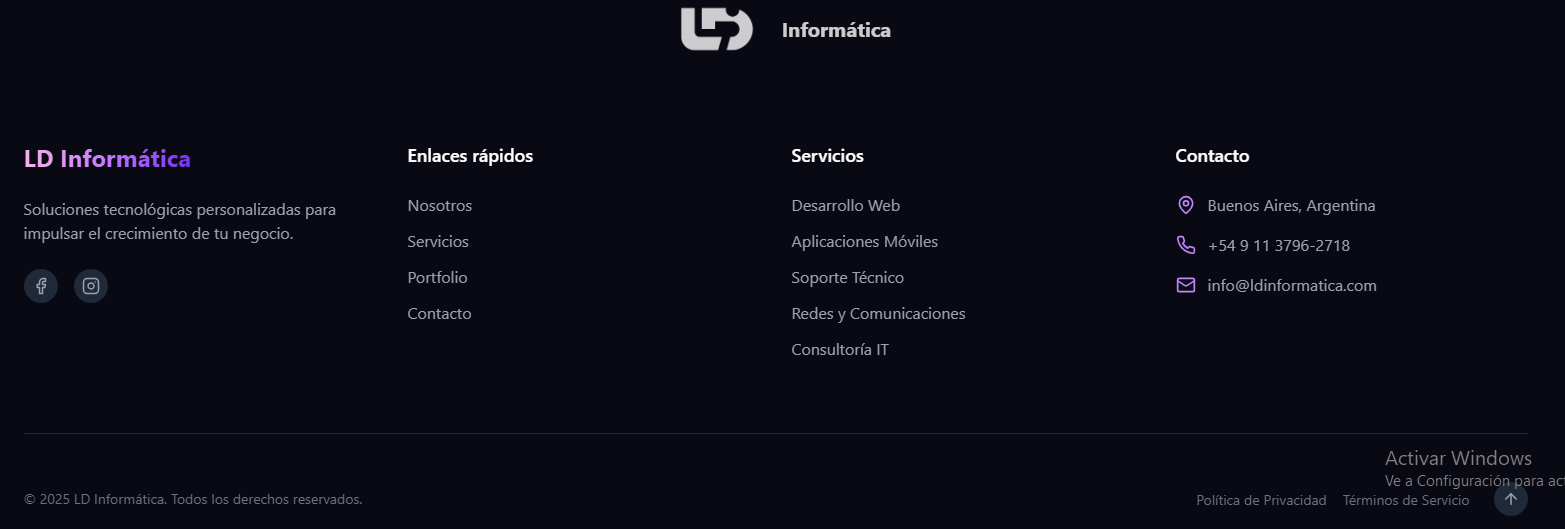 LD Informática
LD Informática
Soluciones tecnológicas personalizadas para
impulsar el crecimiento de tu negocio.
Enlaces rápidos
Nosotros
Servicios
Portfolio
Contacto
Servicios
Desarrollo Web
Aplicaciones Móviles
Soporte Técnico
Redes y Comunicaciones
Consultoría IT
Contacto
Buenos Aires, Argentina
+54 9 11 3796-2718
info@ldinformatica.com
Activar Windows
Ve a Configuración para act
© 2025 LD Informática. Todos los derechos reservados.
Política de Privacidad Términos de Servicio